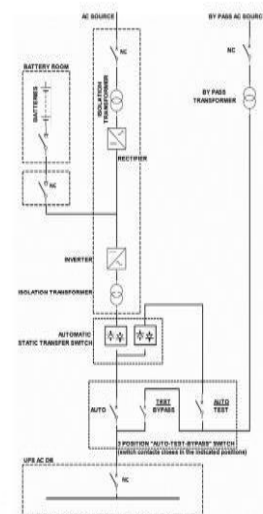 AC SOURCE
BY PASS AC SOURC
NC
NC
BATTERY ROOM
BATTERIES
ISOLATION
TRANSFORMER
BY PASS
TRANSFORMER
RECTIFIER
NC
INVERTER
ISOLATION TRANSFORMER
AUTOMATIC
STATIC TRANSFER SWITCH
AUTO
TEST
BYPASS
AUTO
TEST
3 POSITION "AUTO-TEST-BYPASS" SWITCH
(switch contacts closes in the indicated positions)
UPS AC DB
NC